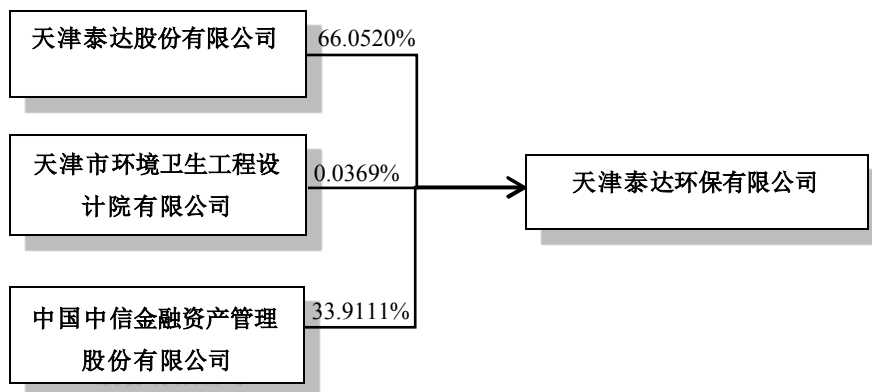 天津泰达股份有限公司
66.0520%
天津市环境卫生工程设
计院有限公司
0.0369%
天津泰达环保有限公司
中国中信金融资产管理
股份有限公司
33.9111%